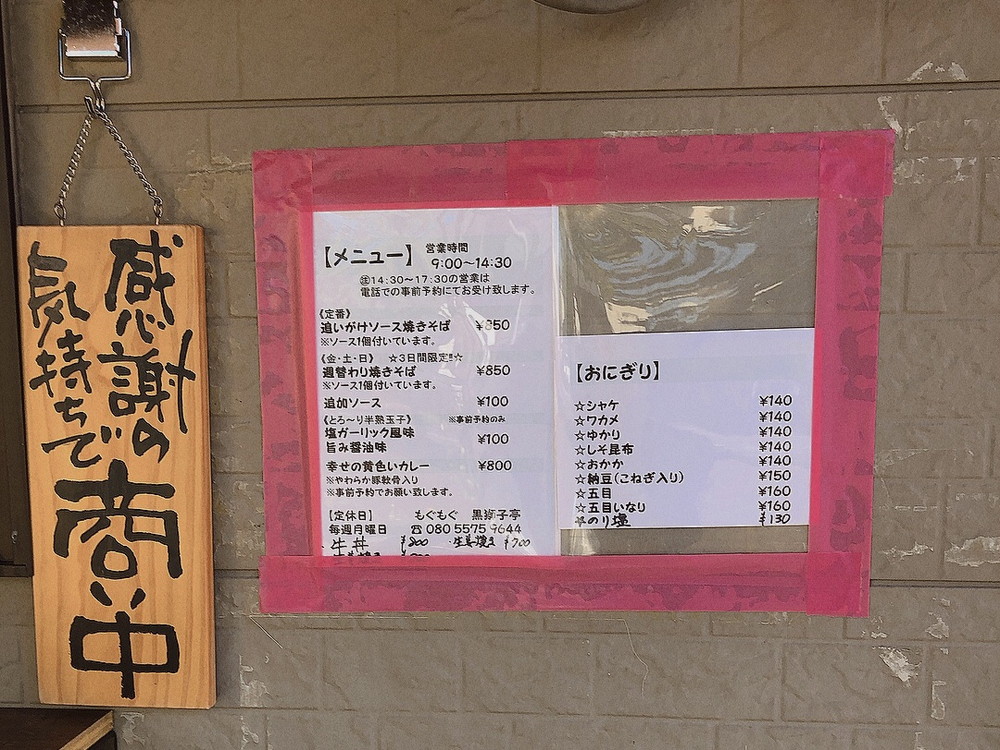 感謝の
気持ちで
商い中
【メニュー】 営業時間
9:00～14:30
㊟14:30～17:30の営業は
電話での事前予約にてお受け致します。
《定番》
追いがけソース焼きそば ¥850
※ソース1個付いています。
《金・土・日》 ☆3日間限定!!☆
週替わり焼きそば ¥850
※ソース1個付いています。
追加ソース ¥100
《とろ～り半熟玉子》 ※事前予約のみ
塩ガーリック風味 ¥100
旨み醤油味
幸せの黄色いカレー ¥800
※やわらか豚軟骨入り
※事前予約でお願い致します。
【定休日】 もぐもぐ 黒獅子亭
毎週月曜日 ☎080 5575 9644
牛丼 ¥800 ・生姜焼き ¥700
【おにぎり】
☆シャケ ¥140
☆ワカメ ¥140
☆ゆかり ¥140
☆しそ昆布 ¥140
☆おかか ¥140
☆納豆(こねぎ入り) ¥150
☆五目 ¥160
☆五目いなり ¥160
のり塩 ¥130